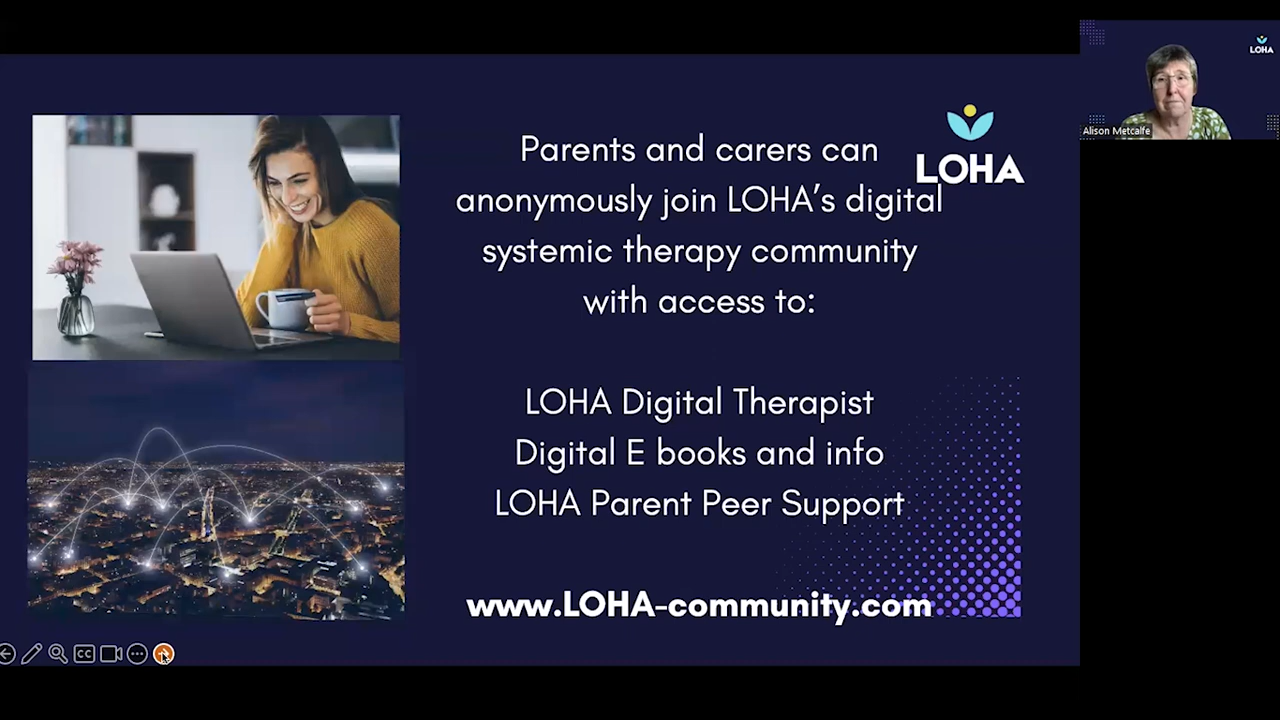 Parents and carers can
anonymously join LOHA’s digital
systemic therapy community
with access to:
LOHA Digital Therapist
Digital E books and info
LOHA Parent Peer Support
www.LOHA-community.com
LOHA
CC
LOHA
Alison Metcalfe